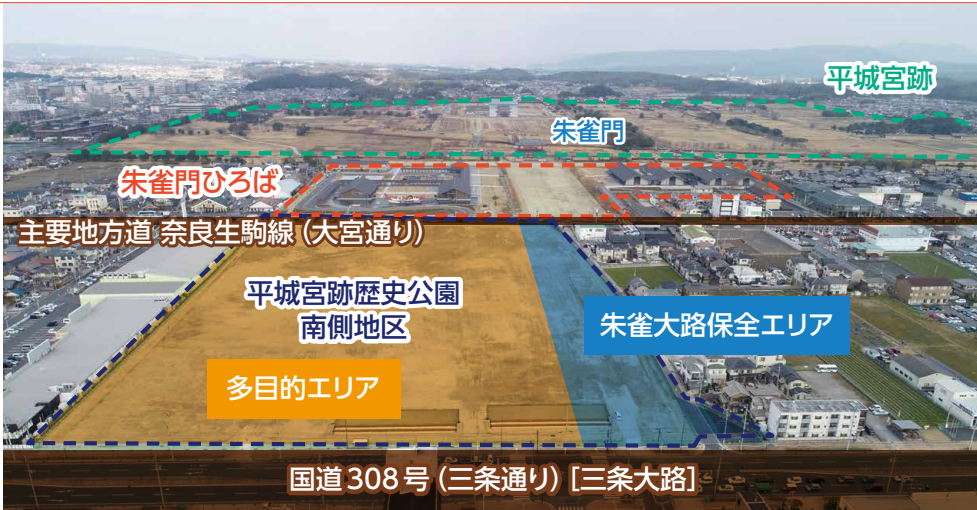 平城宮跡
朱雀門
朱雀門ひろば
主要地方道 奈良生駒線（大宮通り）
平城宮跡歴史公園
南側地区
朱雀大路保全エリア
多目的エリア
国道308号（三条通り）［三条大路］